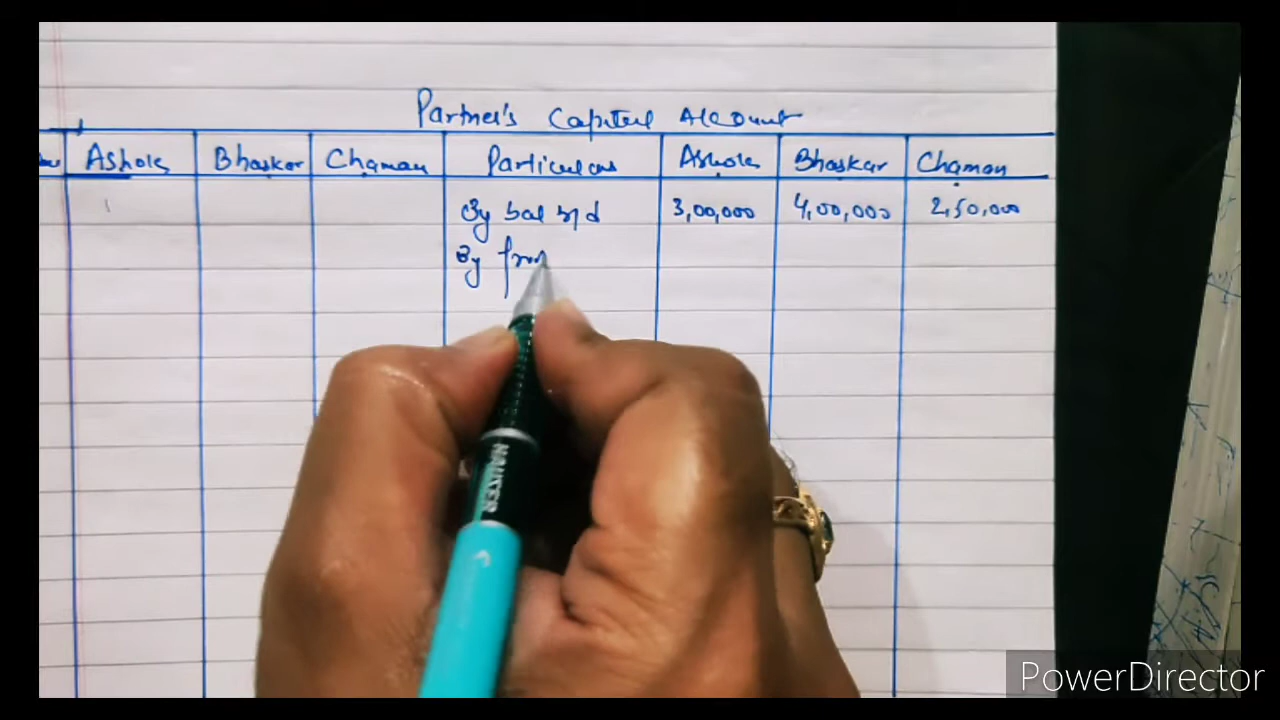 Partner's Capital Account
Ashok Bhaskar Chaman Particulars Ashok Bhaskar Chaman
By bal b/d 3,00,000 4,00,000 2,50,000
By
HAUSER
PowerDirector